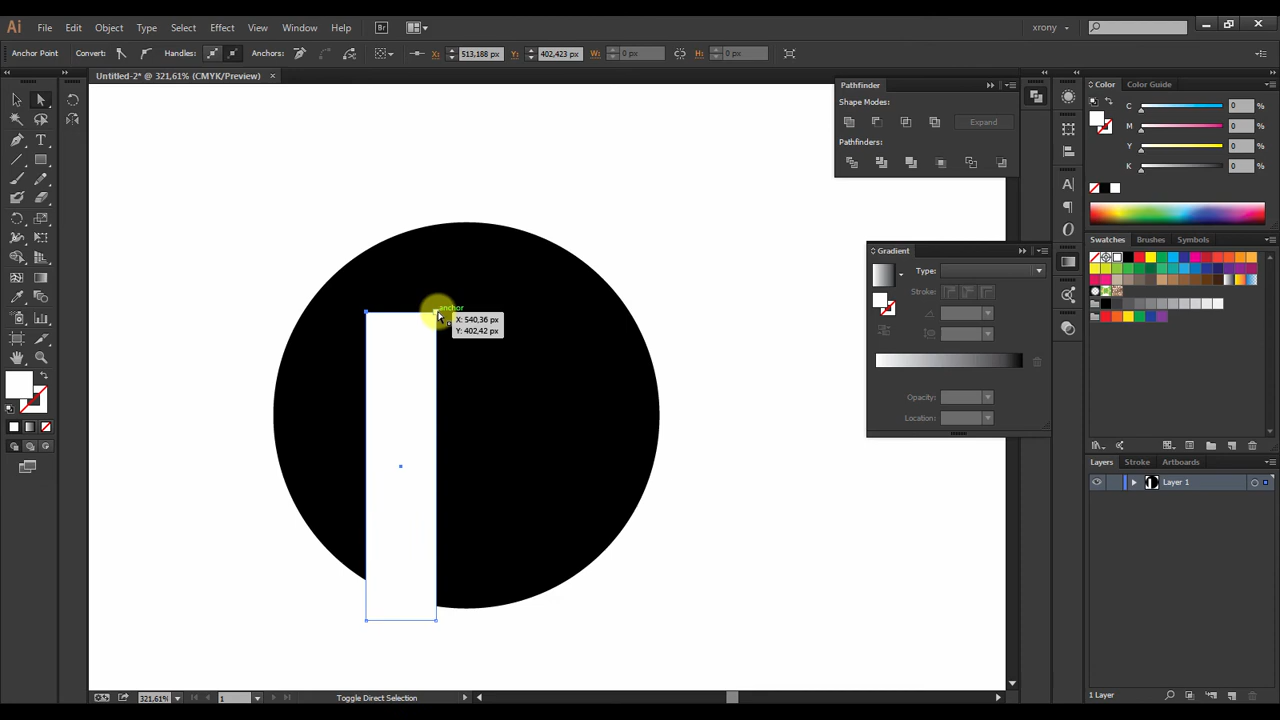 Ai File Edit Object Type Select Effect View Window Help Br xrony
Anchor Point Convert: Handles: Anchors: X: 513,188 px Y: 402,423 px W: 0 px H: 0 px
Untitled-2* @ 321,61% (CMYK/Preview) ×
Pathfinder
Shape Modes:
Expand
Pathfinders:
Color Color Guide
C 0
M 0
Y 0
K 0
Swatches Brushes Symbols
Gradient
Type:
Stroke:
Opacity:
Location:
anchor
X: 540,36 px
Y: 402,42 px
Layers Stroke Artboards
Layer 1
1 Layer
321,61% 1 Toggle Direct Selection